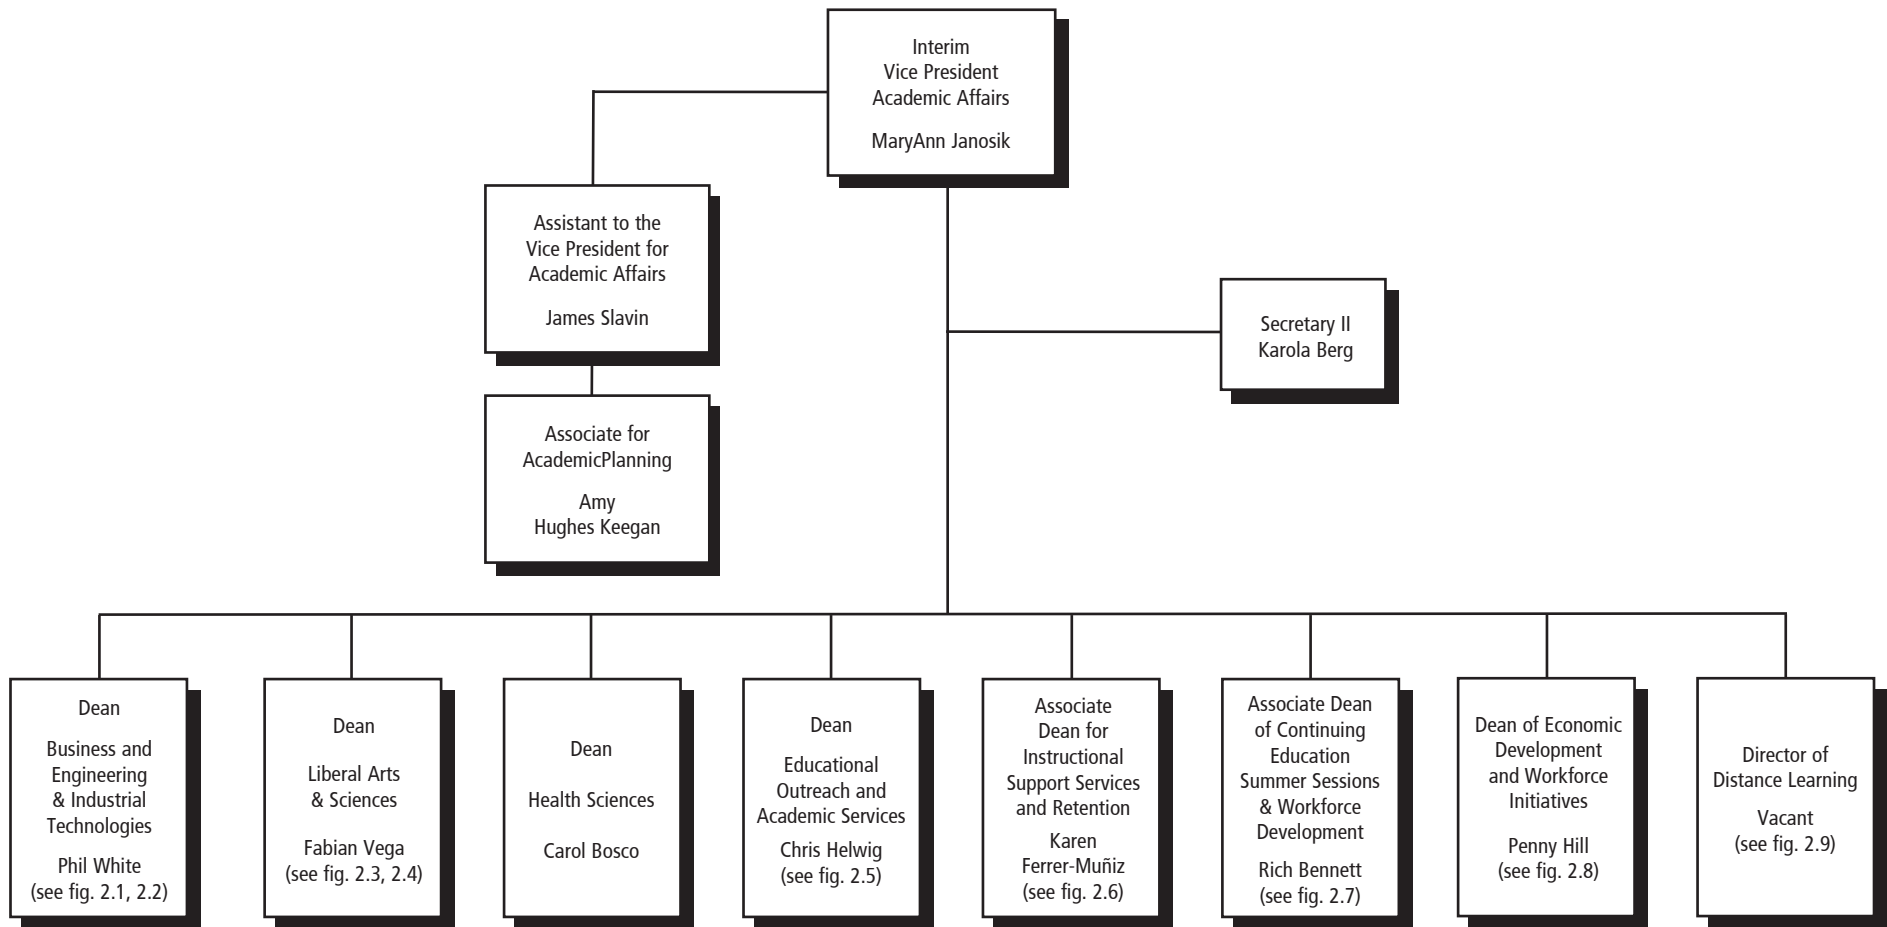 Interim
Vice President
Academic Affairs
MaryAnn Janosik
Assistant to the
Vice President for
Academic Affairs
James Slavin
Secretary II
Karola Berg
Associate for
AcademicPlanning
Amy
Hughes Keegan
Dean
Business and
Engineering
& Industrial
Technologies
Phil White
(see fig. 2.1, 2.2)
Dean
Liberal Arts
& Sciences
Fabian Vega
(see fig. 2.3, 2.4)
Dean
Health Sciences
Carol Bosco
Dean
Educational
Outreach and
Academic Services
Chris Helwig
(see fig. 2.5)
Associate
Dean for
Instructional
Support Services
and Retention
Karen
Ferrer-Muñiz
(see fig. 2.6)
Associate Dean
of Continuing
Education
Summer Sessions
& Workforce
Development
Rich Bennett
(see fig. 2.7)
Dean of Economic
Development
and Workforce
Initiatives
Penny Hill
(see fig. 2.8)
Director of
Distance Learning
Vacant
(see fig. 2.9)